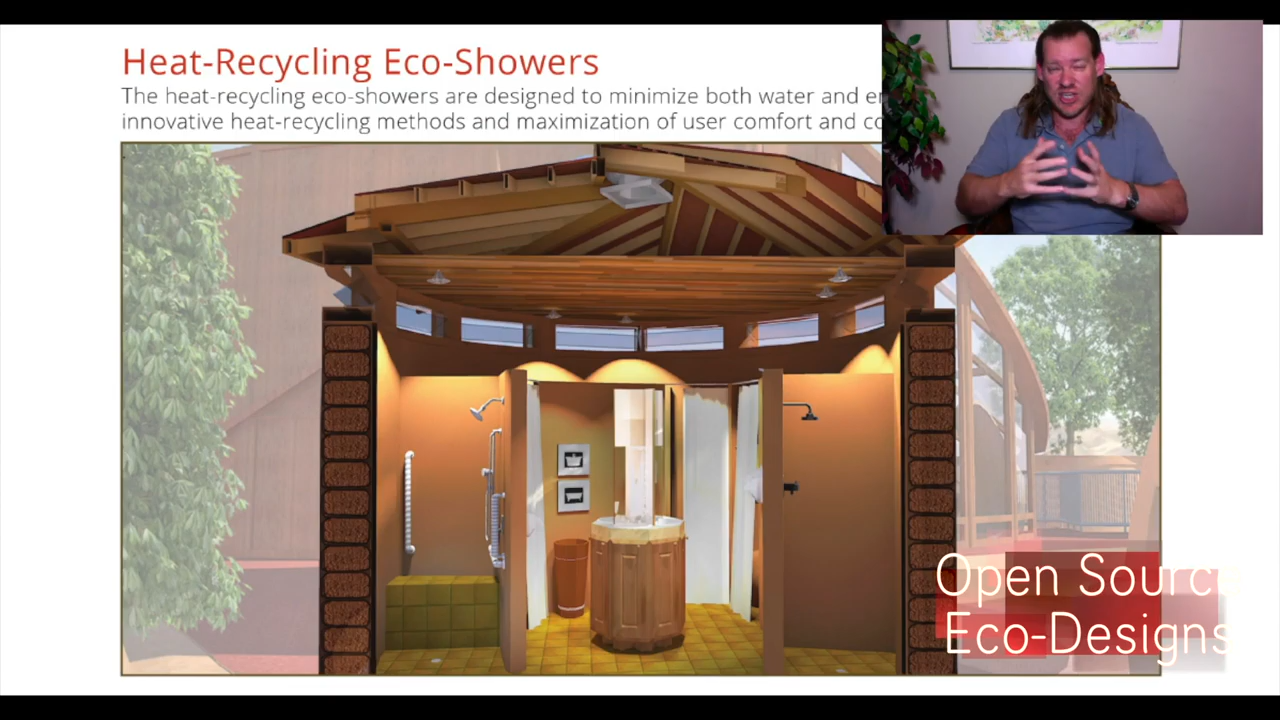 Heat-Recycling Eco-Showers
The heat-recycling eco-showers are designed to minimize both water and
innovative heat-recycling methods and maximization of user comfort and
Open Source
Eco-Designs